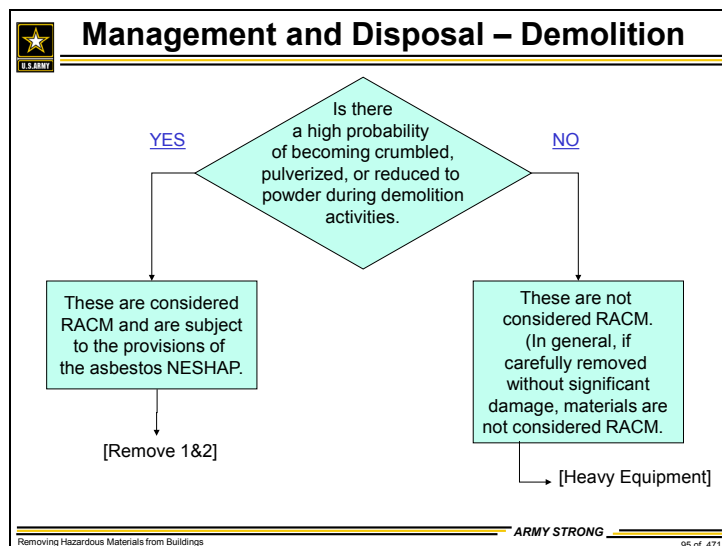 Management and Disposal – Demolition
U.S.ARMY
Is there
a high probability
of becoming crumbled,
pulverized, or reduced to
powder during demolition
activities.
YES
NO
These are considered
RACM and are subject
to the provisions of
the asbestos NESHAP.
[Remove 1&2]
These are not
considered RACM.
(In general, if
carefully removed
without significant
damage, materials are
not considered RACM.
[Heavy Equipment]
ARMY STRONG
Removing Hazardous Materials from Buildings
95 of 471